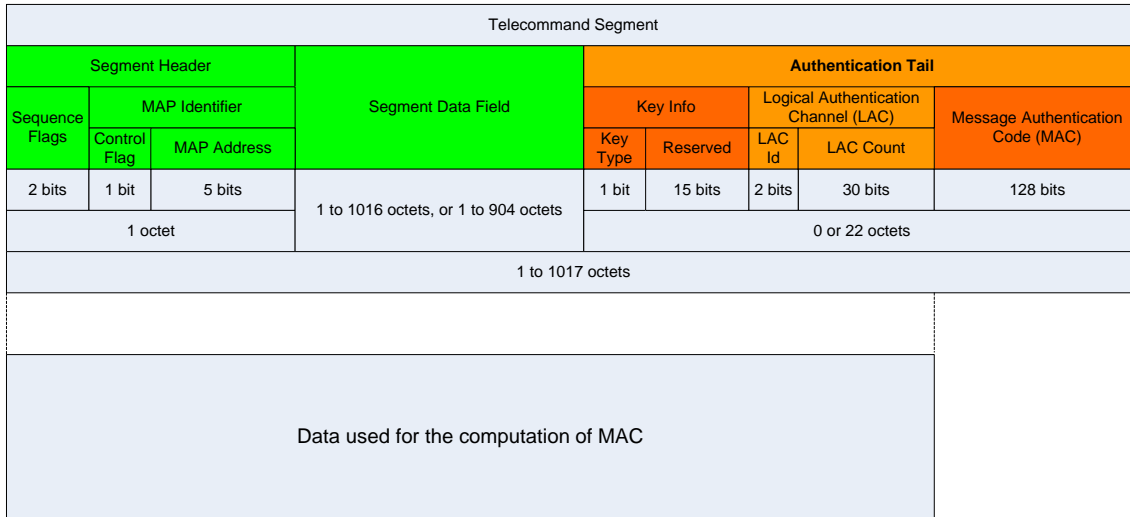 Telecommand Segment
Segment Header
Segment Data Field
Authentication Tail
Sequence
Flags
MAP Identifier
Key Info
Logical Authentication
Channel (LAC)
Message Authentication
Code (MAC)
Control
Flag
MAP Address
Key
Type
Reserved
LAC
Id
LAC Count
2 bits
1 bit
5 bits
1 to 1016 octets, or 1 to 904 octets
1 bit
15 bits
2 bits
30 bits
128 bits
1 octet
0 or 22 octets
1 to 1017 octets
Data used for the computation of MAC